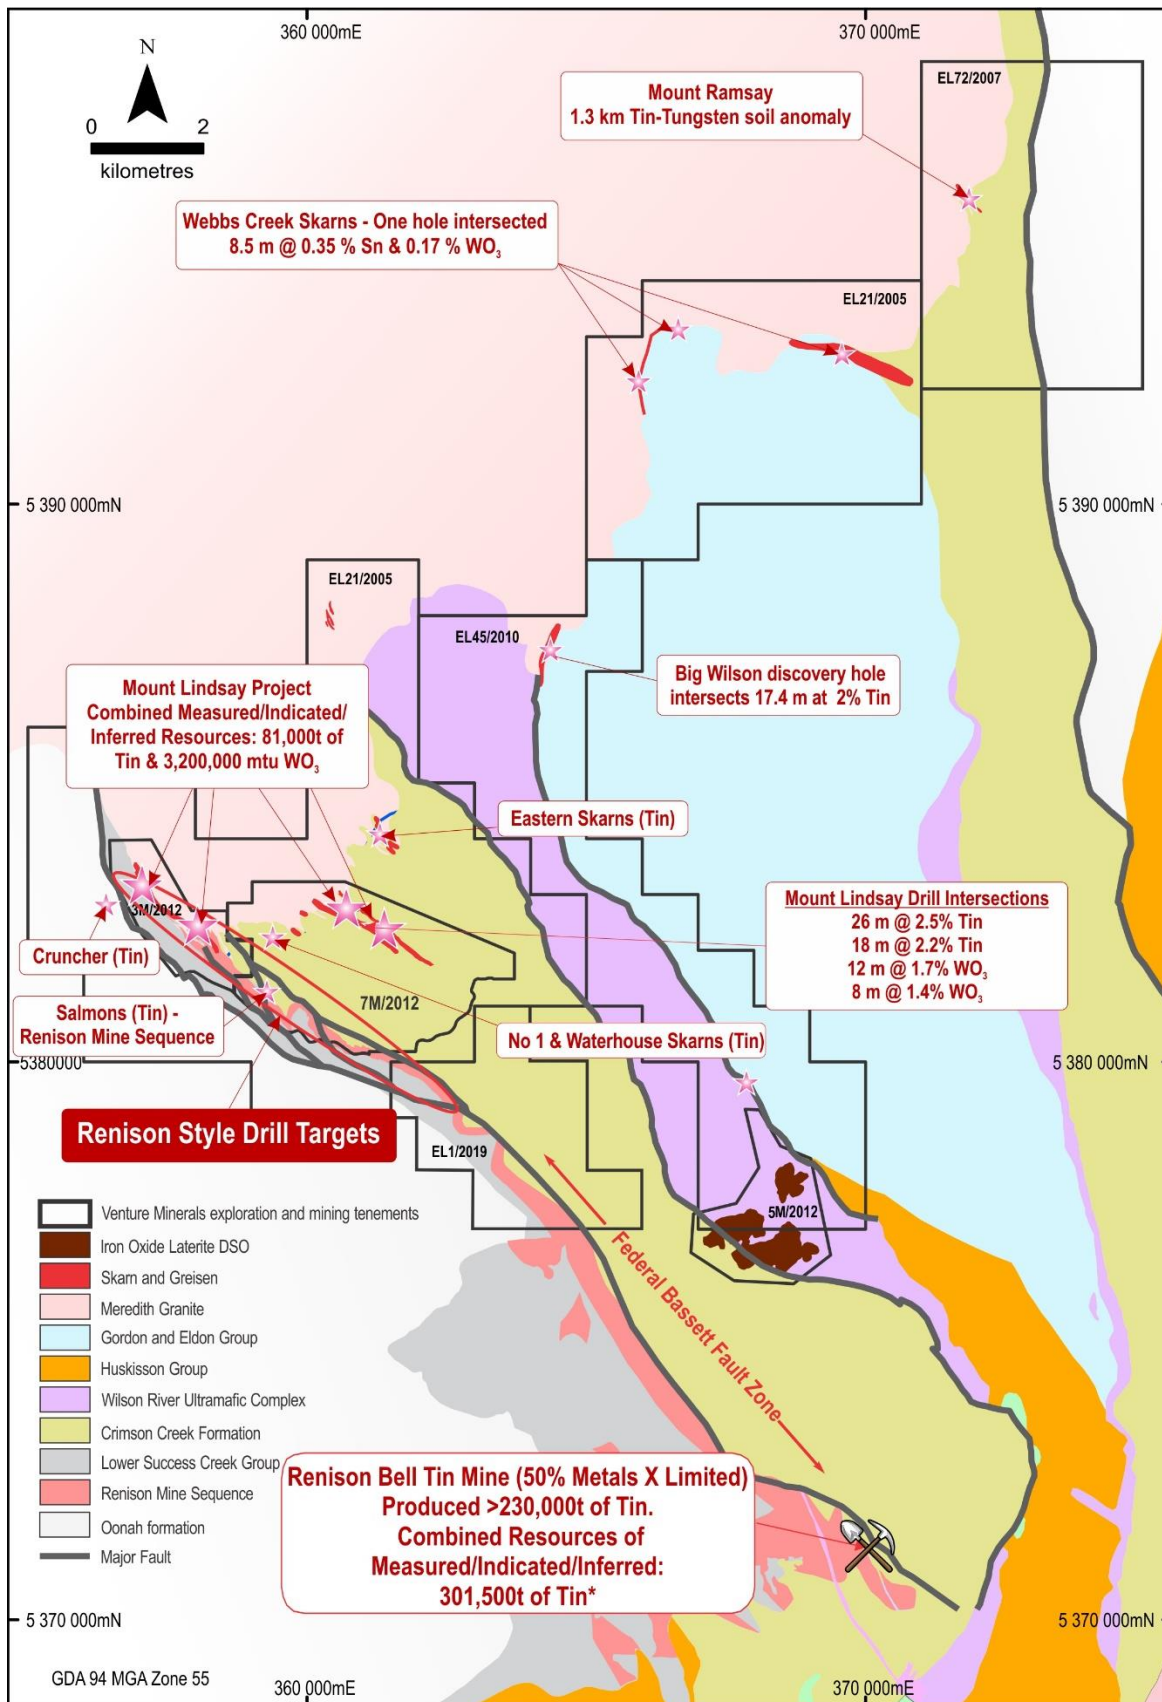 360 000mE
370 000mE
N
0 2
kilometres
EL72/2007
Mount Ramsay
1.3 km Tin-Tungsten soil anomaly
Webbs Creek Skarns - One hole intersected
8.5 m @ 0.35 % Sn & 0.17 % WO₃
EL21/2005
5 390 000mN
5 390 000mN
EL21/2005
EL45/2010
Mount Lindsay Project
Combined Measured/Indicated/
Inferred Resources: 81,000t of
Tin & 3,200,000 mtu WO₃
Big Wilson discovery hole
intersects 17.4 m at 2% Tin
Eastern Skarns (Tin)
3M/2012
Mount Lindsay Drill Intersections
26 m @ 2.5% Tin
18 m @ 2.2% Tin
12 m @ 1.7% WO₃
8 m @ 1.4% WO₃
Cruncher (Tin)
7M/2012
Salmons (Tin) -
Renison Mine Sequence
No 1 & Waterhouse Skarns (Tin)
5380000
5 380 000mN
Renison Style Drill Targets
EL1/2019
5M/2012
Federal Bassett Fault Zone
Venture Minerals exploration and mining tenements
Iron Oxide Laterite DSO
Skarn and Greisen
Meredith Granite
Gordon and Eldon Group
Huskisson Group
Wilson River Ultramafic Complex
Crimson Creek Formation
Lower Success Creek Group
Renison Mine Sequence
Oonah formation
Major Fault
Renison Bell Tin Mine (50% Metals X Limited)
Produced >230,000t of Tin.
Combined Resources of
Measured/Indicated/Inferred:
301,500t of Tin*
5 370 000mN
5 370 000mN
GDA 94 MGA Zone 55
360 000mE
370 000mE